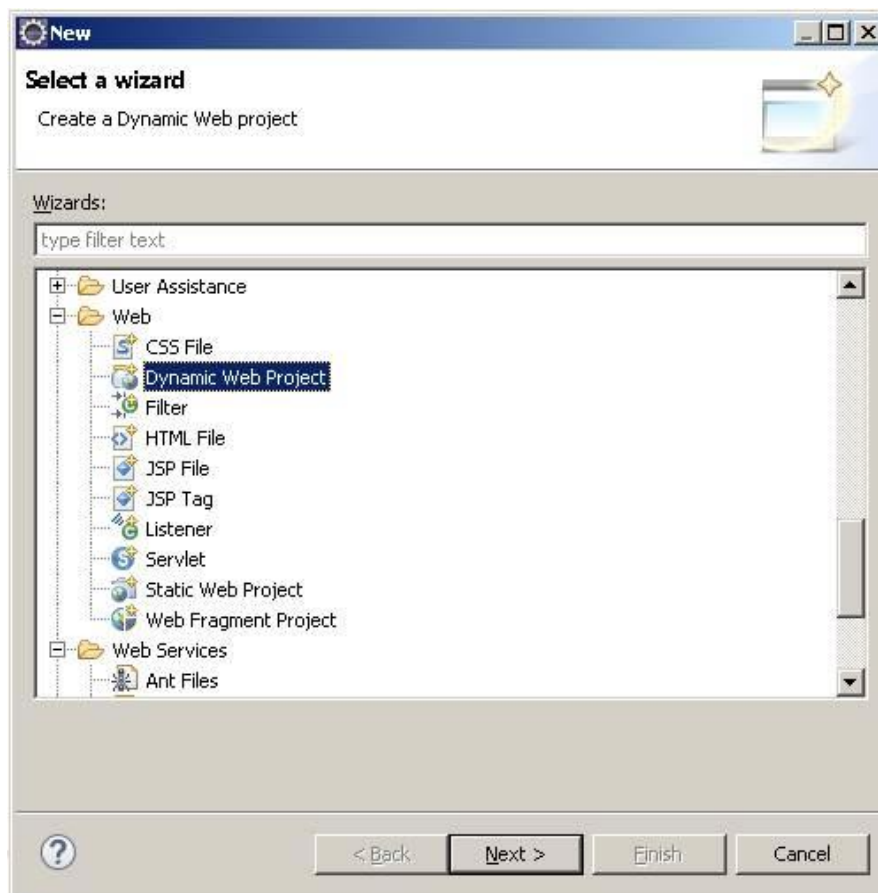 New
Select a wizard
Create a Dynamic Web project
Wizards:
type filter text
User Assistance
Web
CSS File
Dynamic Web Project
Filter
HTML File
JSP File
JSP Tag
Listener
Servlet
Static Web Project
Web Fragment Project
Web Services
Ant Files
? < Back Next > Finish Cancel